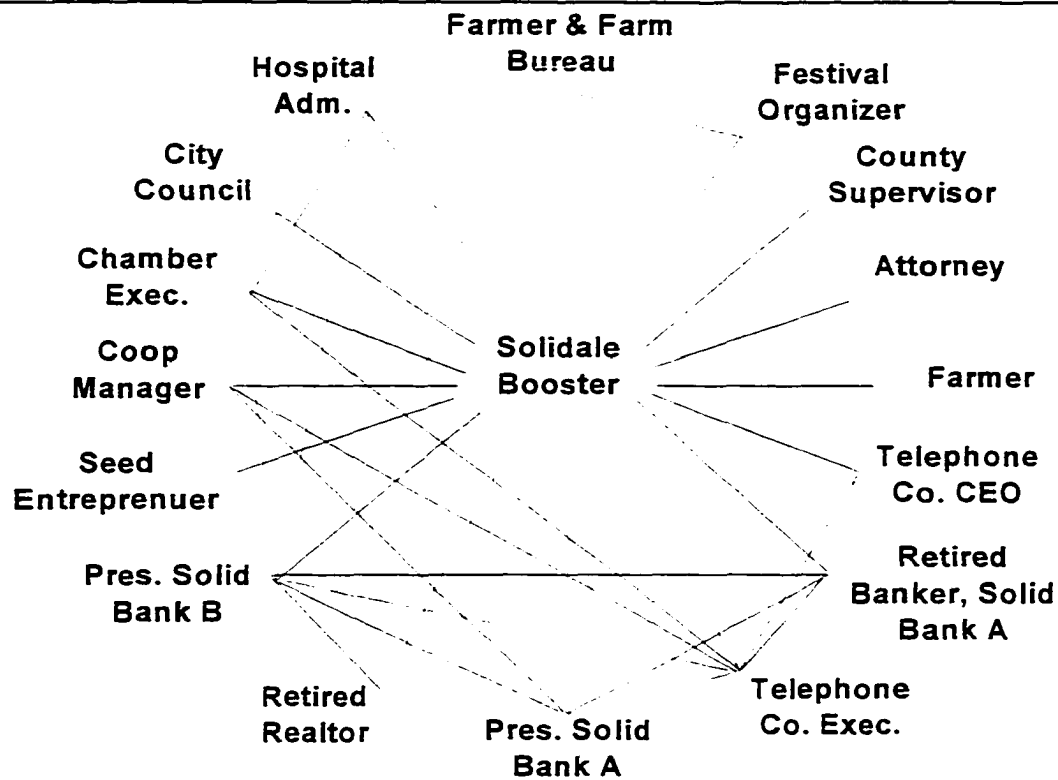 Farmer & Farm
Bureau
Hospital
Adm.
Festival
Organizer
City
Council
County
Supervisor
Chamber
Exec.
Attorney
Coop
Manager
Solidale
Booster
Farmer
Seed
Entreprenuer
Telephone
Co. CEO
Pres. Solid
Bank B
Retired
Banker, Solid
Bank A
Retired
Realtor
Pres. Solid
Bank A
Telephone
Co. Exec.